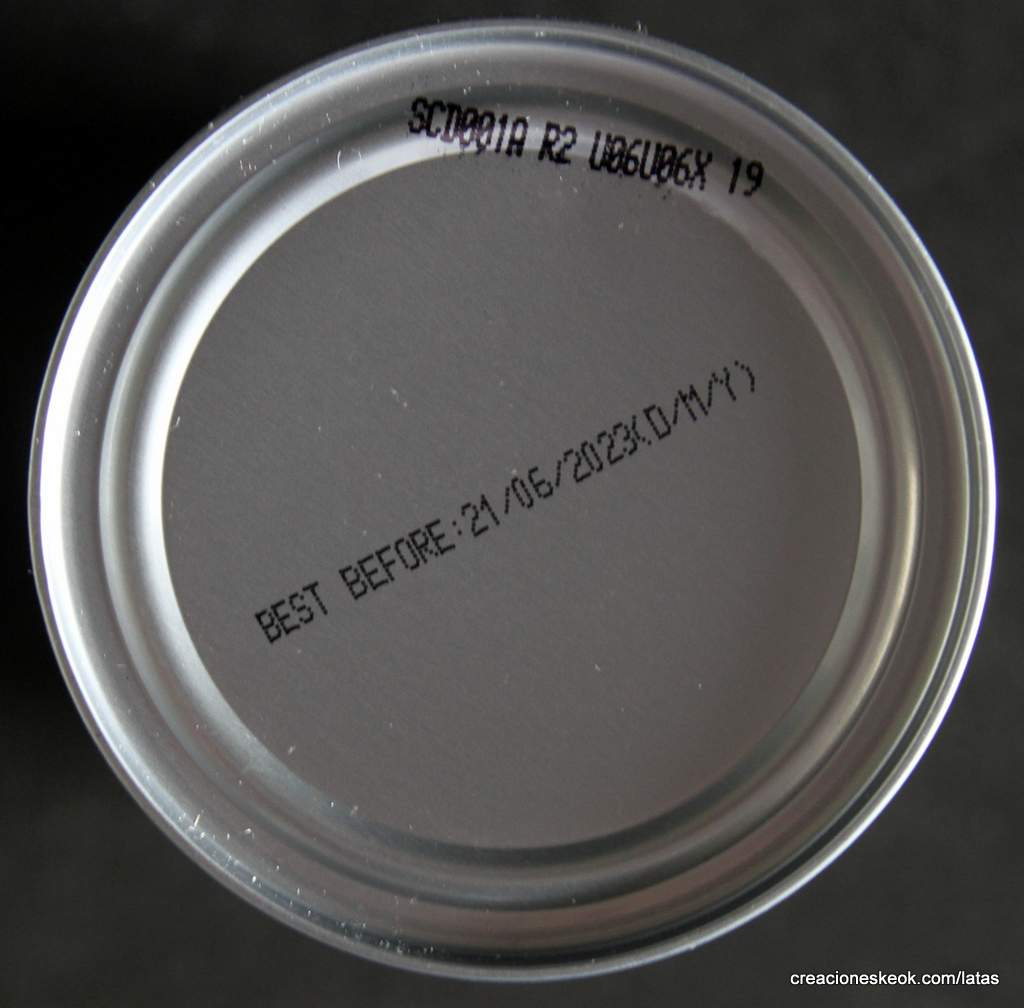 SCD001A R2 U06U06X 19
BEST BEFORE:21/06/2023(D/M/Y)
creacioneskeok.com/latas